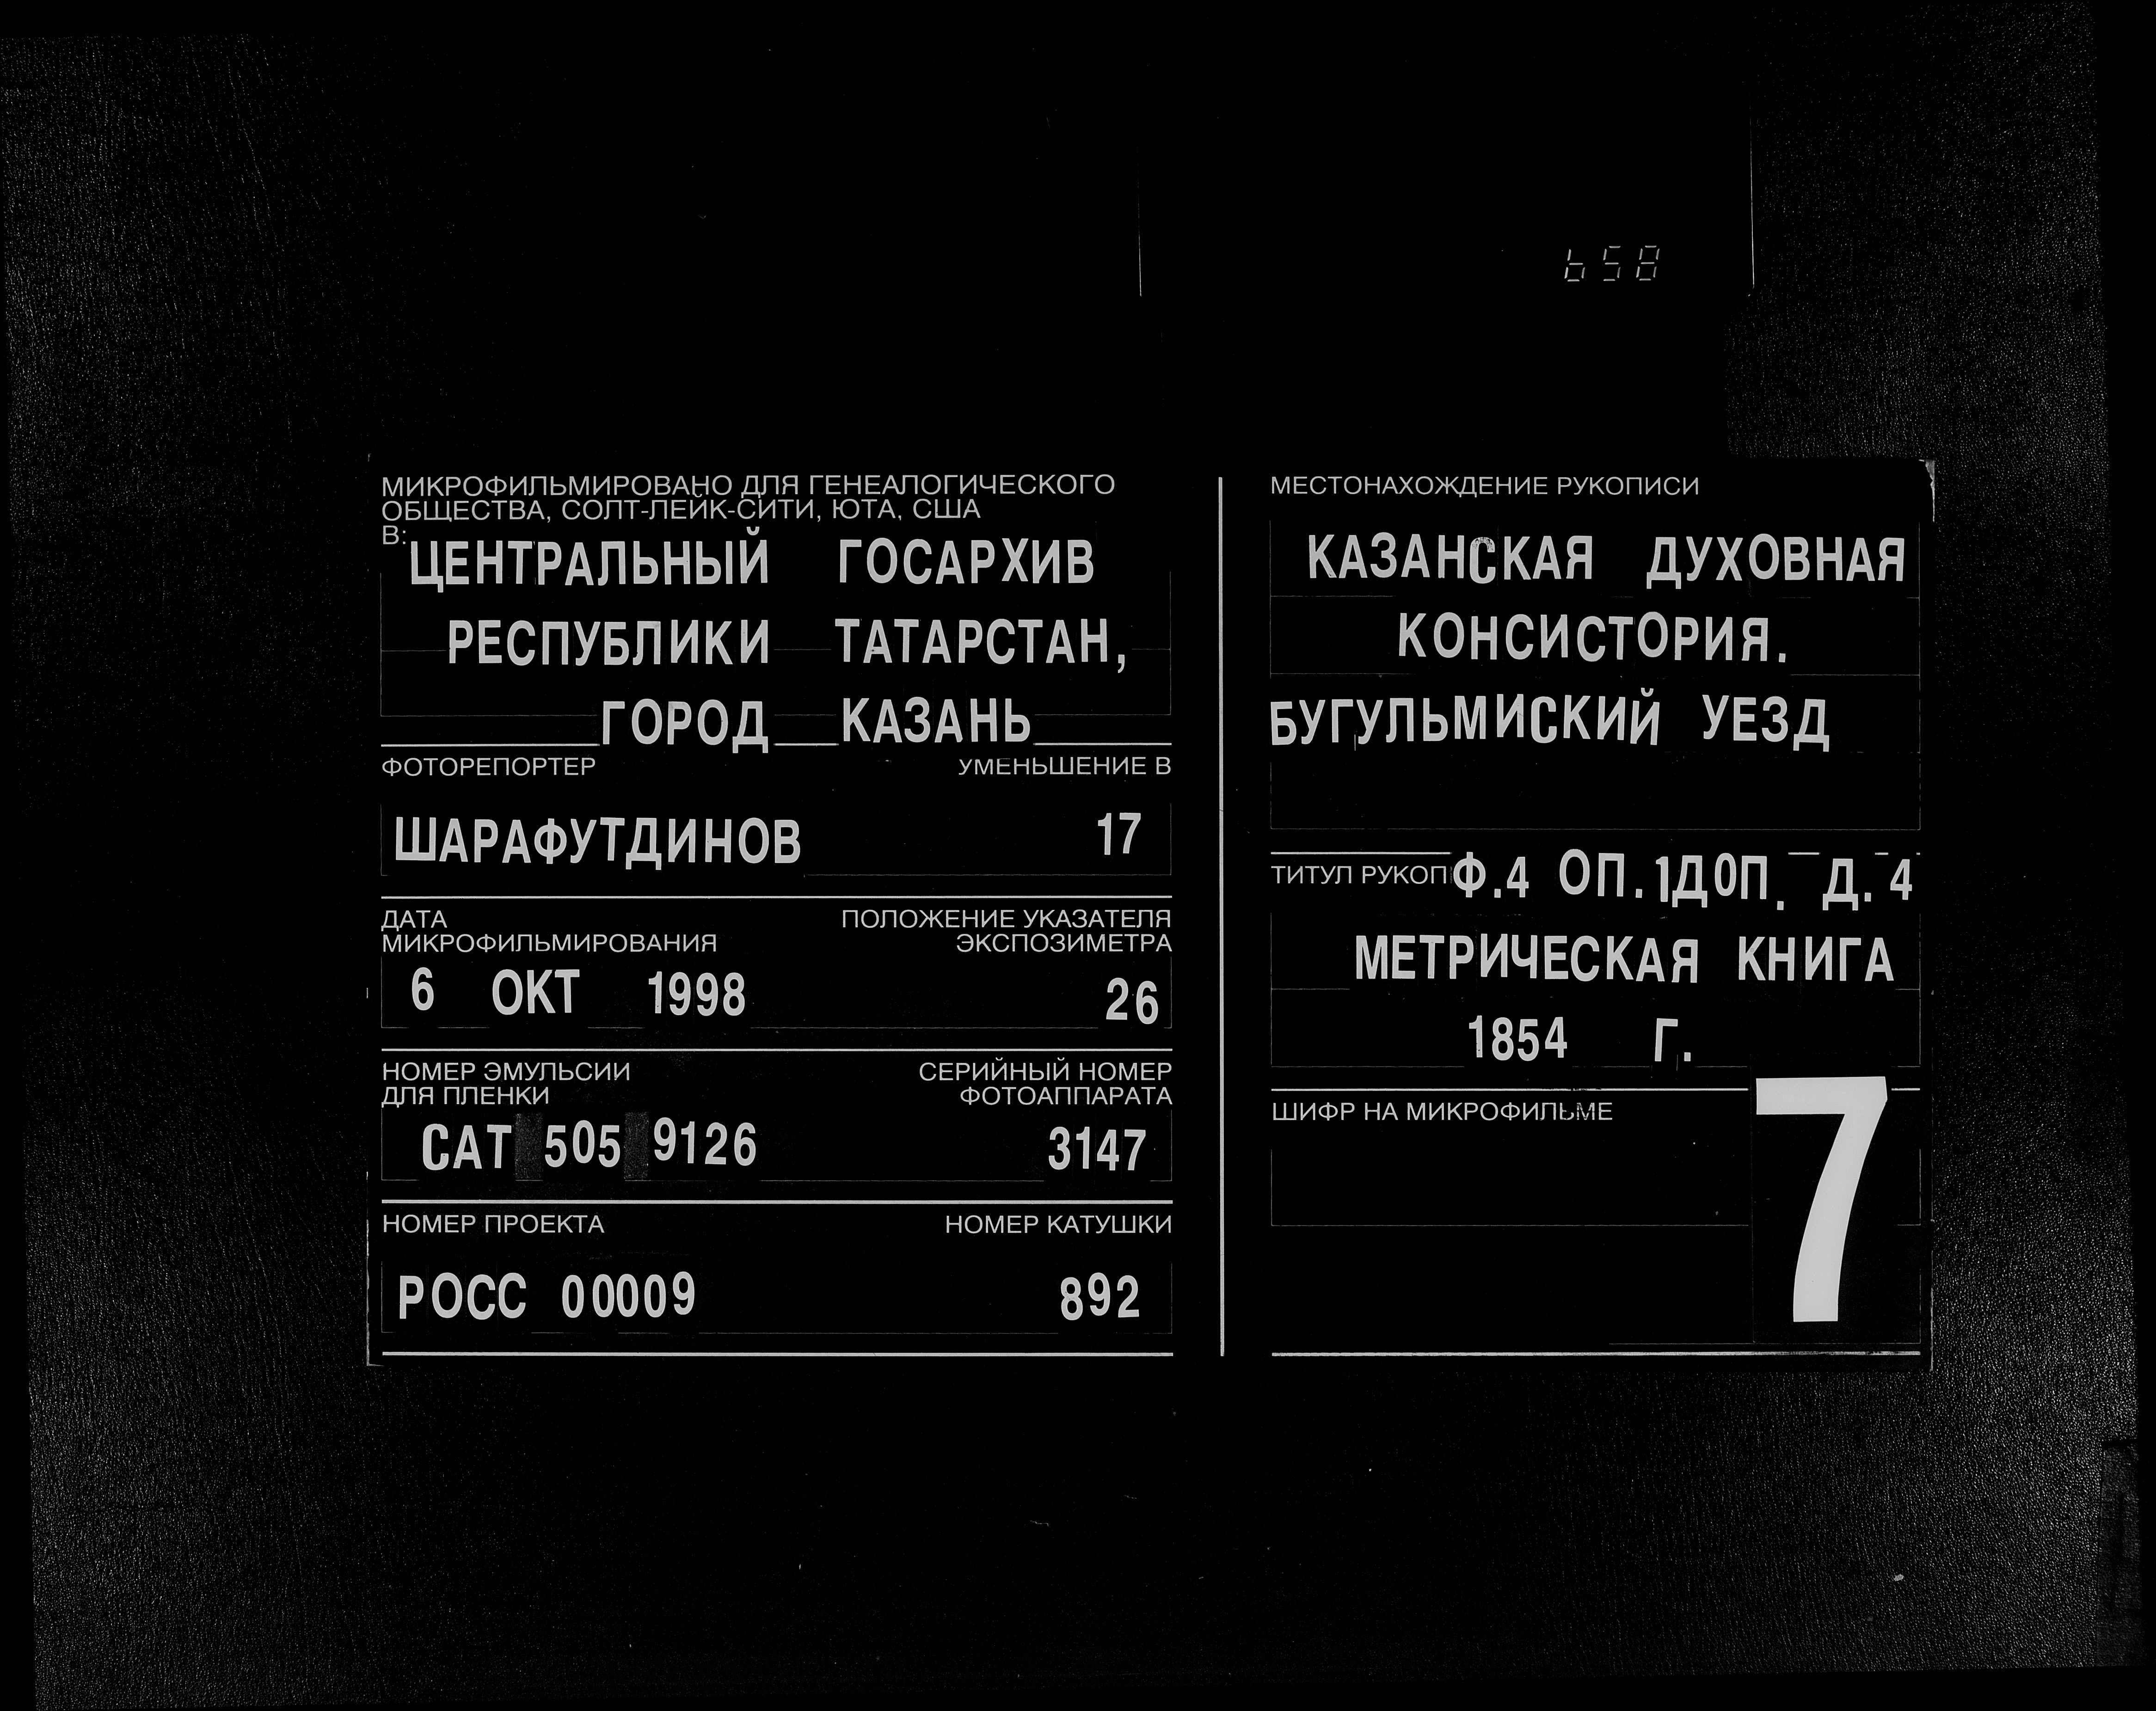 658
МИКРОФИЛЬМИРОВАНО ДЛЯ ГЕНЕАЛОГИЧЕСКОГО
ОБЩЕСТВА, СОЛТ-ЛЕЙК-СИТИ, ЮТА, США
В:
ЦЕНТРАЛЬНЫЙ ГОСАРХИВ
РЕСПУБЛИКИ ТАТАРСТАН,
ГОРОД КАЗАНЬ
ФОТОРЕПОРТЕР УМЕНЬШЕНИЕ В
ШАРАФУТДИНОВ 17
ДАТА ПОЛОЖЕНИЕ УКАЗАТЕЛЯ
МИКРОФИЛЬМИРОВАНИЯ ЭКСПОЗИМЕТРА
6 ОКТ 1998 26
НОМЕР ЭМУЛЬСИИ СЕРИЙНЫЙ НОМЕР
ДЛЯ ПЛЕНКИ ФОТОАППАРАТА
САТ 505 9126 3147
НОМЕР ПРОЕКТА НОМЕР КАТУШКИ
РОСС 00009 892
МЕСТОНАХОЖДЕНИЕ РУКОПИСИ
КАЗАНСКАЯ ДУХОВНАЯ
КОНСИСТОРИЯ.
БУГУЛЬМИСКИЙ УЕЗД
ТИТУЛ РУКОП Ф.4 ОП.1ДОП. Д.4
МЕТРИЧЕСКАЯ КНИГА
1854 Г.
ШИФР НА МИКРОФИЛЬМЕ
7